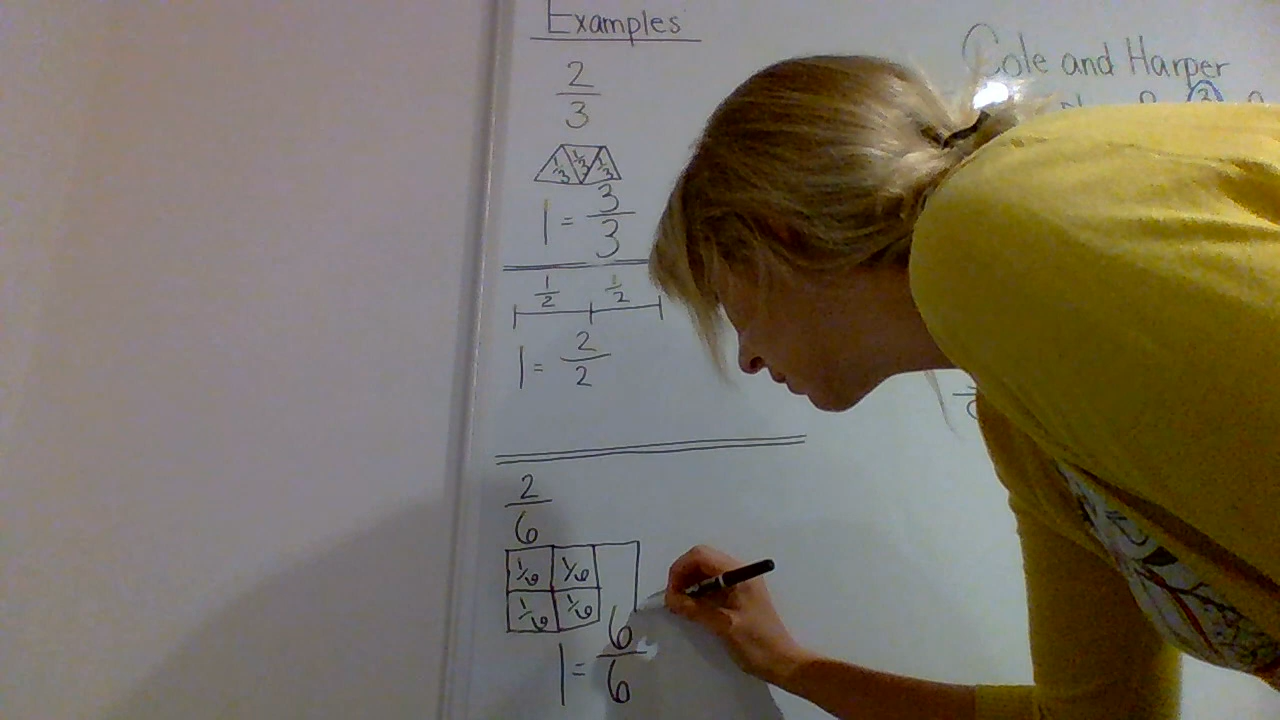 Examples
2
3
1/3 1/3 1/3
1 = 3/3
1/2 1/2
1 = 2/2
2
6
1/6 1/6
1/6 1/6
1 = 6/6
Cole and Harper